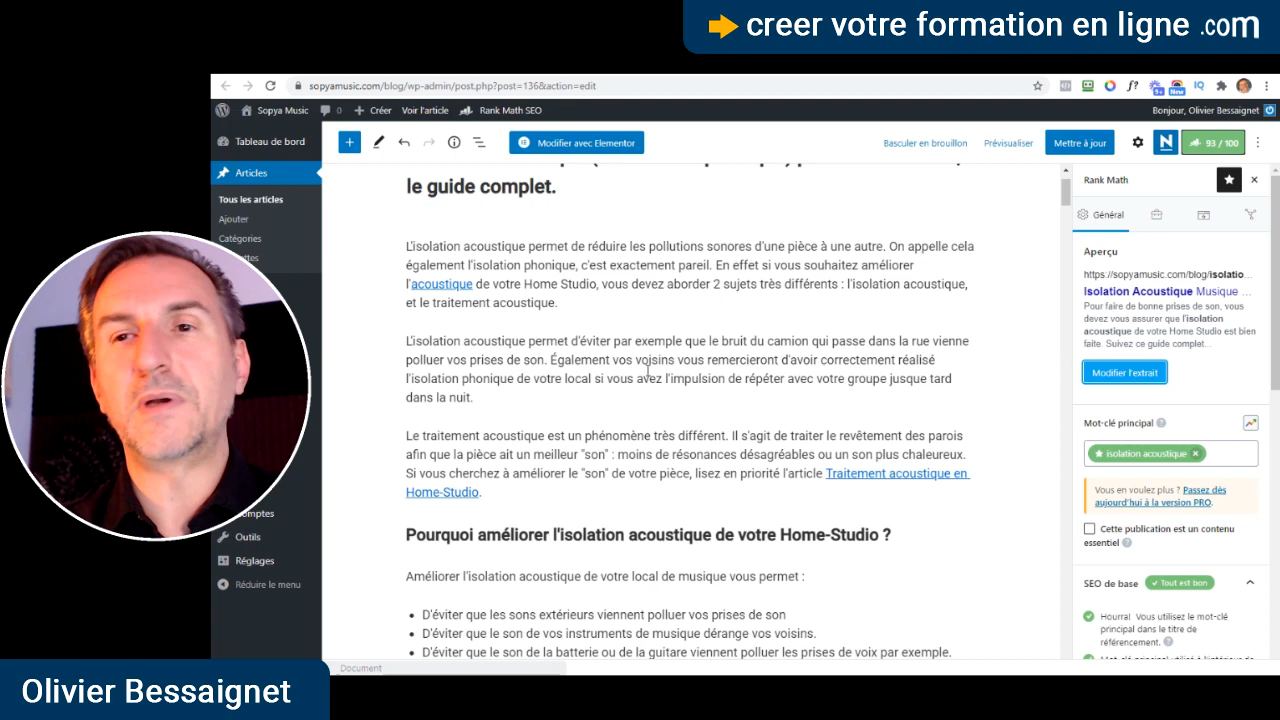 creer votre formation en ligne .com
sopyamusic.com/blog/wp-admin/post.php?post=136&action=edit
Sopya Music 0 Créer Voir l'article Rank Math SEO Bonjour, Olivier Bessaignet
Tableau de bord
Articles
Tous les articles
Ajouter
Catégories
Outils
Réglages
Réduire le menu
Modifier avec Elementor
Basculer en brouillon Prévisualiser Mettre à jour 93 / 100
le guide complet.
L'isolation acoustique permet de réduire les pollutions sonores d'une pièce à une autre. On appelle cela
également l'isolation phonique, c'est exactement pareil. En effet si vous souhaitez améliorer
l'acoustique de votre Home Studio, vous devez aborder 2 sujets très différents : l'isolation acoustique,
et le traitement acoustique.
L'isolation acoustique permet d'éviter par exemple que le bruit du camion qui passe dans la rue vienne
polluer vos prises de son. Également vos voisins vous remercieront d'avoir correctement réalisé
l'isolation phonique de votre local si vous avez l'impulsion de répéter avec votre groupe jusque tard
dans la nuit.
Le traitement acoustique est un phénomène très différent. Il s'agit de traiter le revêtement des parois
afin que la pièce ait un meilleur "son" : moins de résonances désagréables ou un son plus chaleureux.
Si vous cherchez à améliorer le "son" de votre pièce, lisez en priorité l'article Traitement acoustique en
Home-Studio.
Pourquoi améliorer l'isolation acoustique de votre Home-Studio ?
Améliorer l'isolation acoustique de votre local de musique vous permet :
• D'éviter que les sons extérieurs viennent polluer vos prises de son
• D'éviter que le son de vos instruments de musique dérange vos voisins.
• D'éviter que le son de la batterie ou de la guitare viennent polluer les prises de voix par exemple.
Document
Rank Math
Général
Aperçu
https://sopyamusic.com/blog/isolatio...
Isolation Acoustique Musique ...
Pour faire de bonne prises de son, vous
devez vous assurer que l'isolation
acoustique de votre Home Studio est bien
faite. Suivez ce guide complet...
Modifier l'extrait
Mot-clé principal
isolation acoustique
Vous en voulez plus ? Passez dès
aujourd'hui à la version PRO.
Cette publication est un contenu
essentiel
SEO de base Tout est bon
Hourra! Vous utilisez le mot-clé
principal dans le titre de
référencement.
Olivier Bessaignet